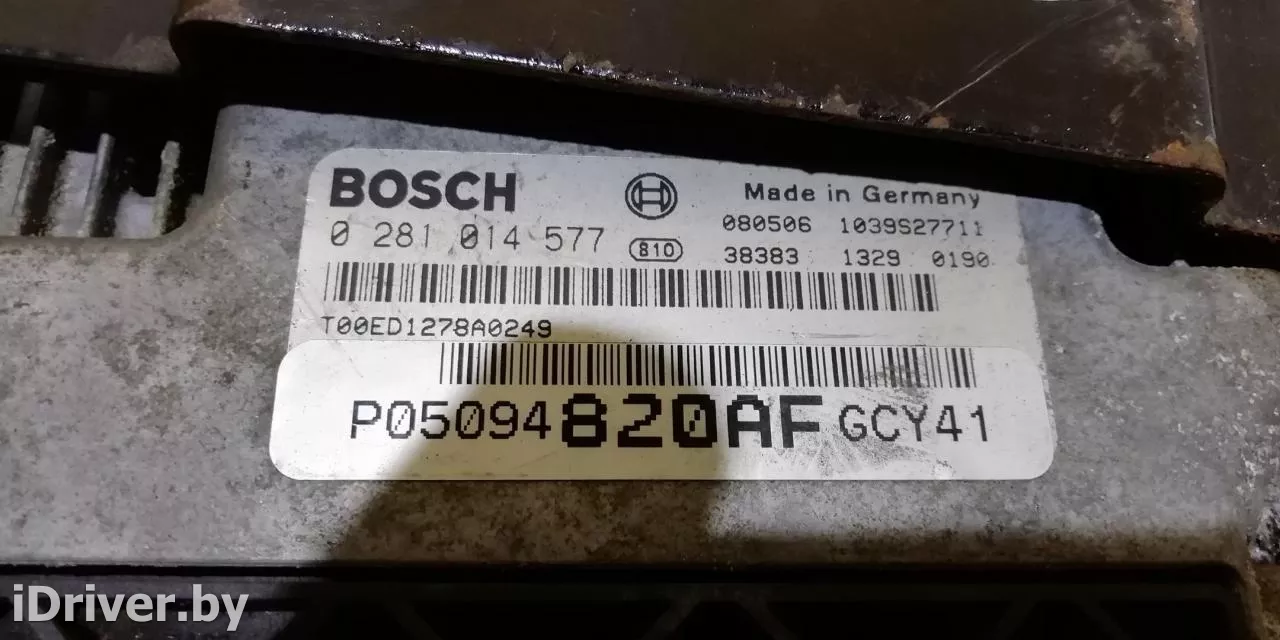 BOSCH
Made in Germany
0 281 014 577
810
080506 1039S27711
38383 1329 0190
T00ED1278A0249
P05094820AF GCY41
iDriver.by